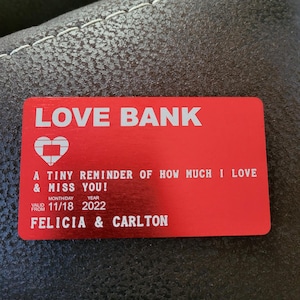 LOVE BANK
A TINY REMINDER OF HOW MUCH I LOVE
& MISS YOU!
MONTH/DAY YEAR
VALID FROM 11/18 2022
FELICIA & CARLTON